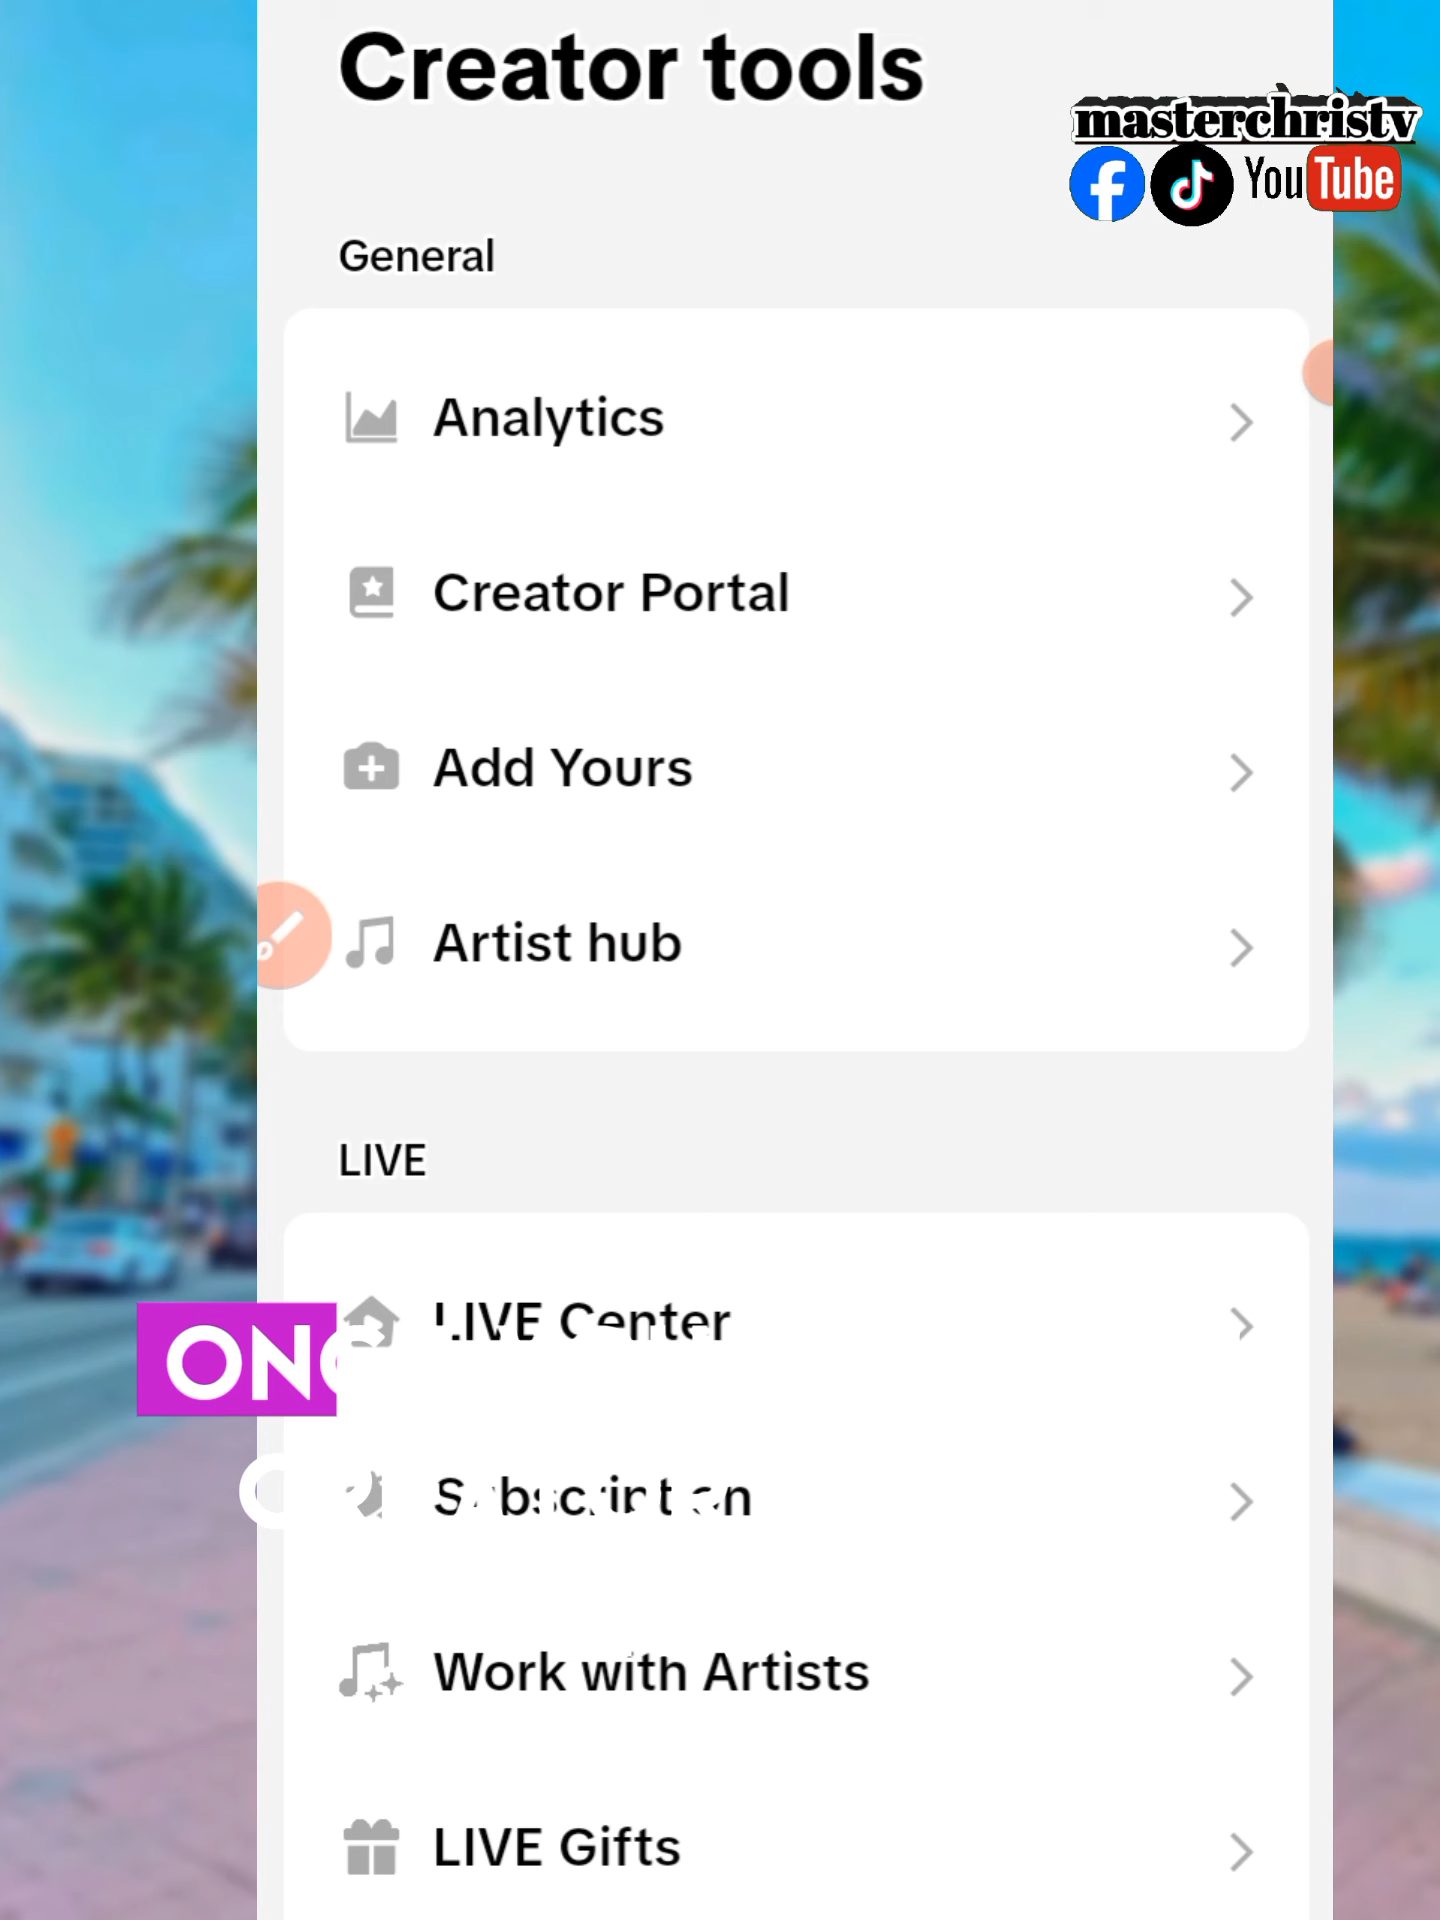 Creator tools
masterchristv
YouTube
General
Analytics
Creator Portal
Add Yours
Artist hub
LIVE
LIVE Center
Subscription
Work with Artists
LIVE Gifts